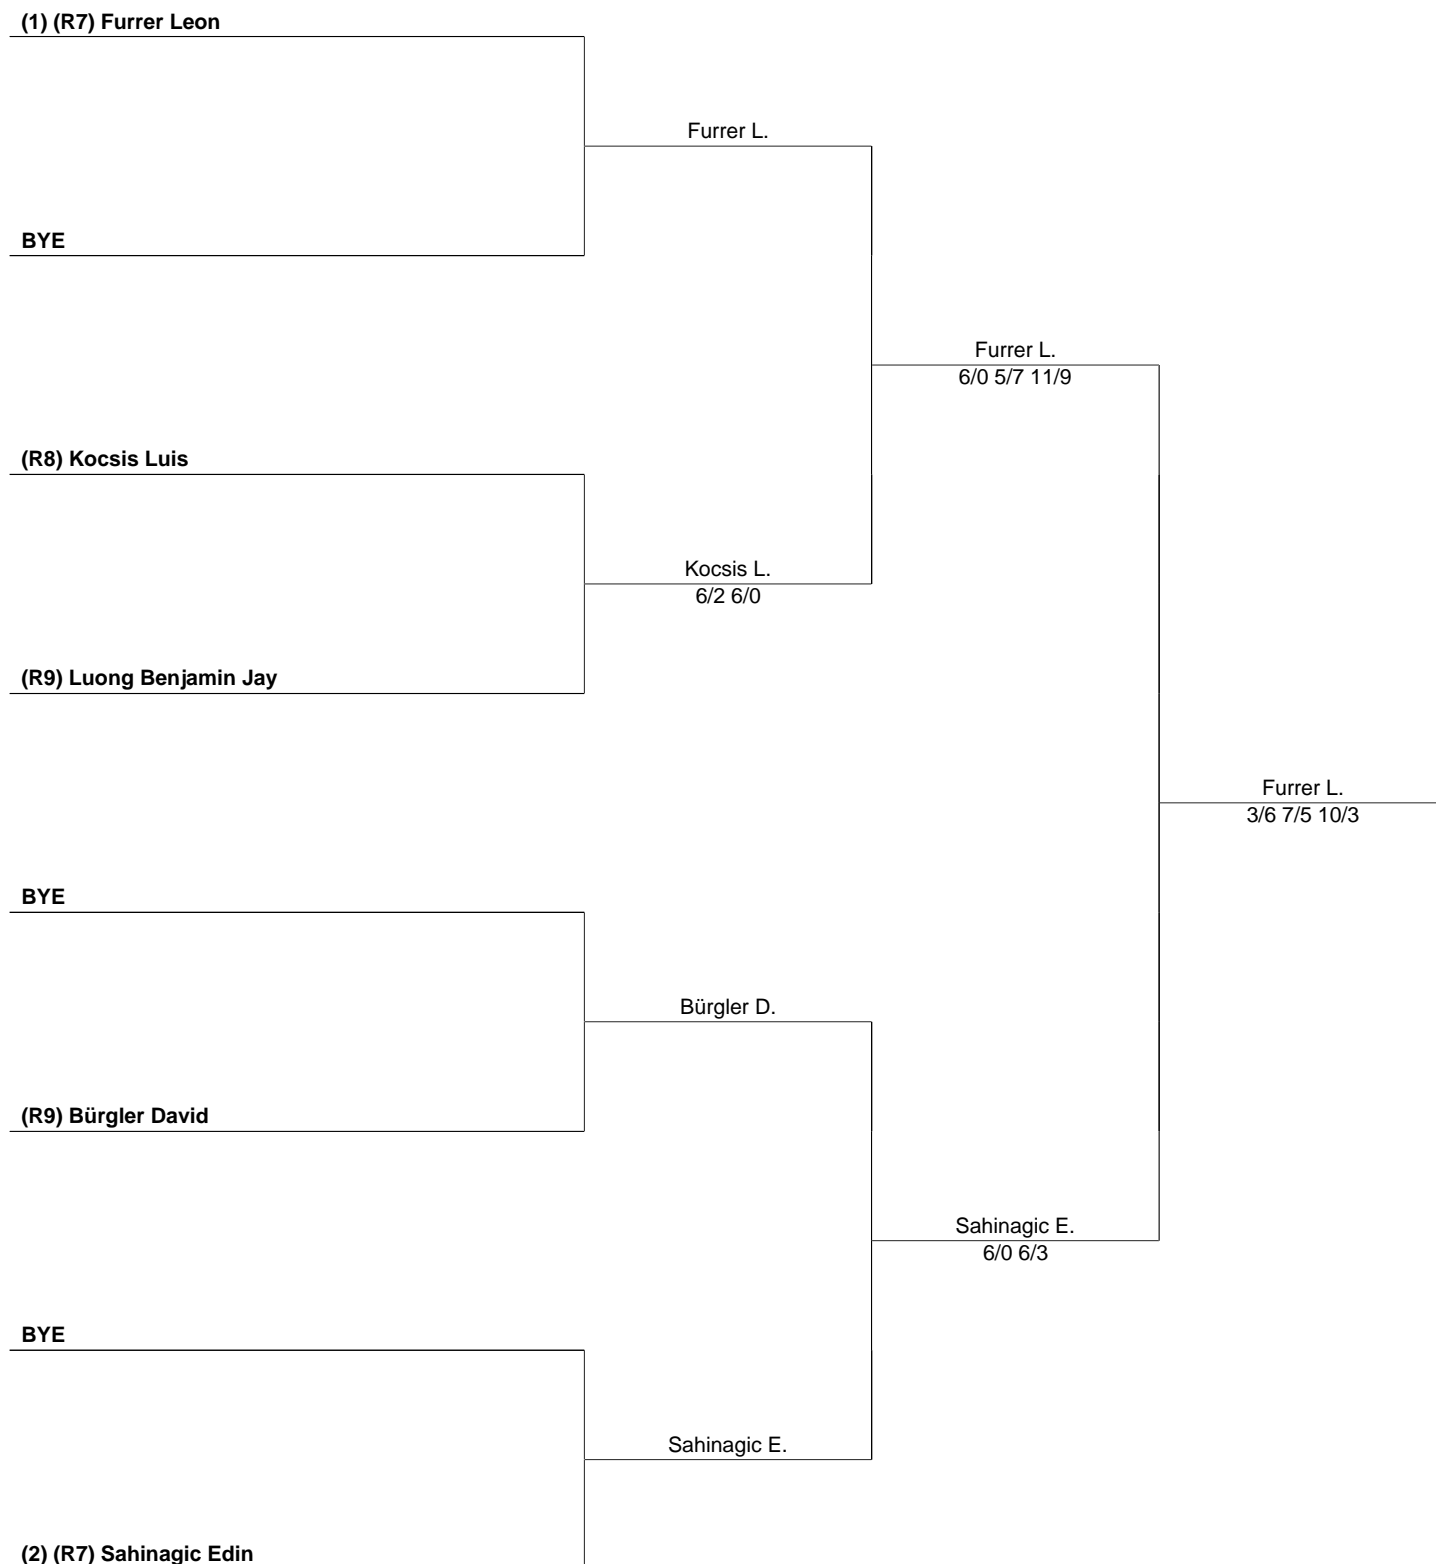 (1) (R7) Furrer Leon
Furrer L.
BYE
Furrer L.
6/0 5/7 11/9
(R8) Kocsis Luis
Kocsis L.
6/2 6/0
(R9) Luong Benjamin Jay
Furrer L.
3/6 7/5 10/3
BYE
Bürgler D.
(R9) Bürgler David
Sahinagic E.
6/0 6/3
BYE
Sahinagic E.
(2) (R7) Sahinagic Edin